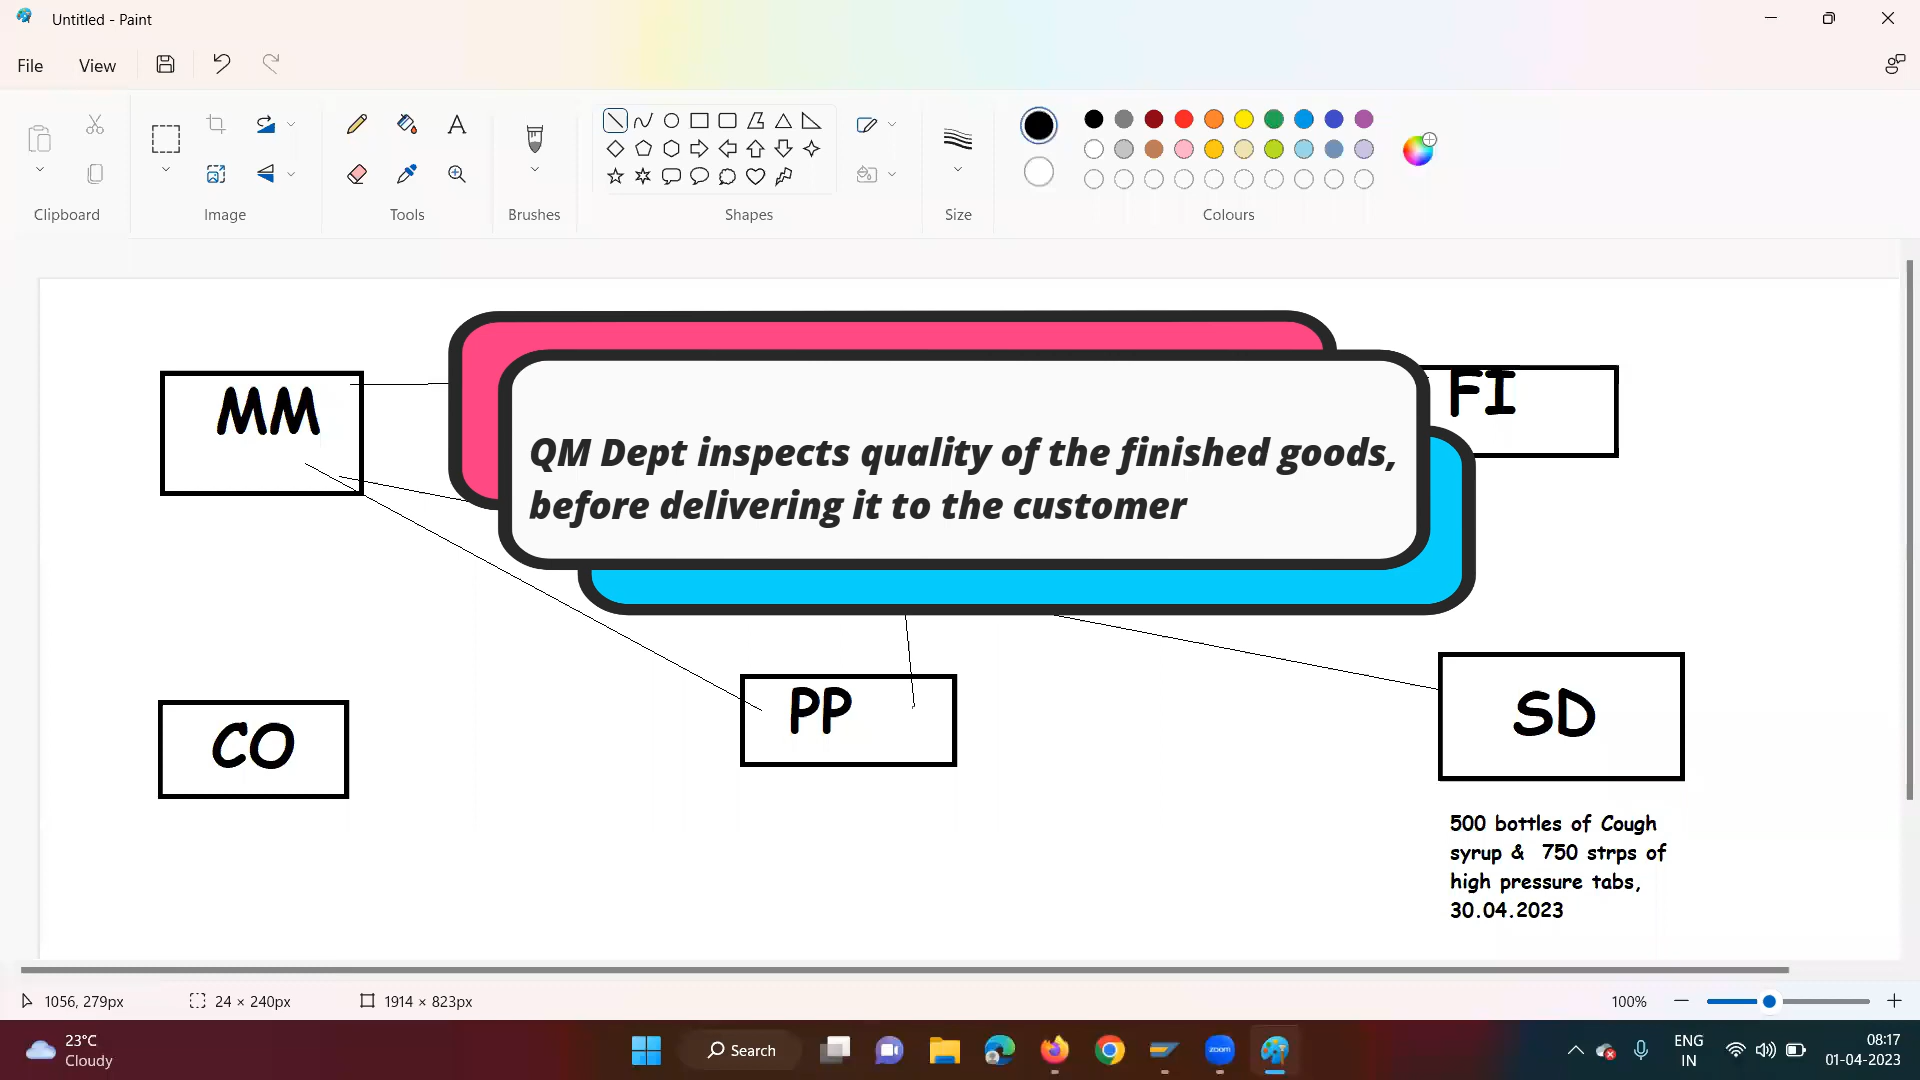 Untitled - Paint
File
View
Clipboard
Image
Tools
Brushes
Shapes
Size
Colours
MM
FI
QM Dept inspects quality of the finished goods,
before delivering it to the customer
CO
PP
SD
500 bottles of Cough
syrup & 750 strps of
high pressure tabs,
30.04.2023
1056, 279px
24 × 240px
1914 × 823px
100%
23°C
Cloudy
Search
zoom
ENG
IN
08:17
01-04-2023